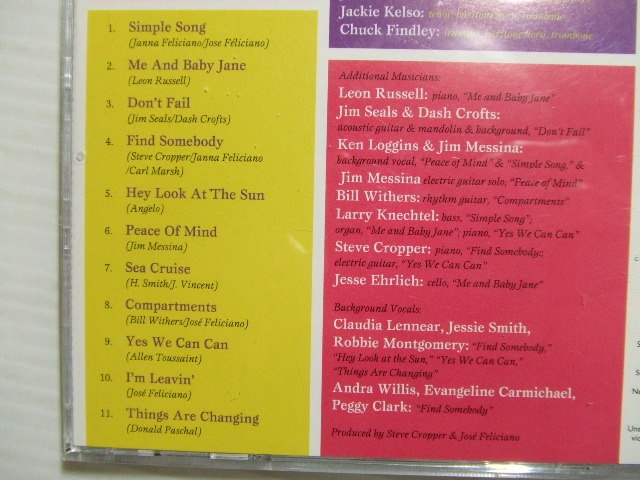 1. Simple Song
(Janna Feliciano/Jose Féliciano)
2. Me And Baby Jane
(Leon Russell)
3. Don't Fail
(Jim Seals/Dash Crofts)
4. Find Somebody
(Steve Cropper/Janna Feliciano
/Carl Marsh)
5. Hey Look At The Sun
(Angelo)
6. Peace Of Mind
(Jim Messina)
7. Sea Cruise
(H. Smith/J. Vincent)
8. Compartments
(Bill Withers/José Feliciano)
9. Yes We Can Can
(Allen Toussaint)
10. I'm Leavin'
(José Feliciano)
11. Things Are Changing
(Donald Paschal)
Jackie Kelso: tenor, baritone horn, trombone
Chuck Findley: trumpet, baritone horn, trombone
Additional Musicians:
Leon Russell: piano, "Me and Baby Jane"
Jim Seals & Dash Crofts:
acoustic guitar & mandolin & background, "Don't Fail"
Ken Loggins & Jim Messina:
background vocal, "Peace of Mind" & "Simple Song," &
Jim Messina electric guitar solo, "Peace of Mind"
Bill Withers: rhythm guitar, "Compartments"
Larry Knechtel: bass, "Simple Song";
organ, "Me and Baby Jane"; piano, "Yes We Can Can"
Steve Cropper: piano, "Find Somebody;;
electric guitar, "Yes We Can Can"
Jesse Ehrlich: cello, "Me and Baby Jane"
Background Vocals:
Claudia Lennear, Jessie Smith,
Robbie Montgomery: "Find Somebody,"
"Hey Look at the Sun," "Yes We Can Can,"
"Things Are Changing"
Andra Willis, Evangeline Carmichael,
Peggy Clark: "Find Somebody"
Produced by Steve Cropper & José Feliciano